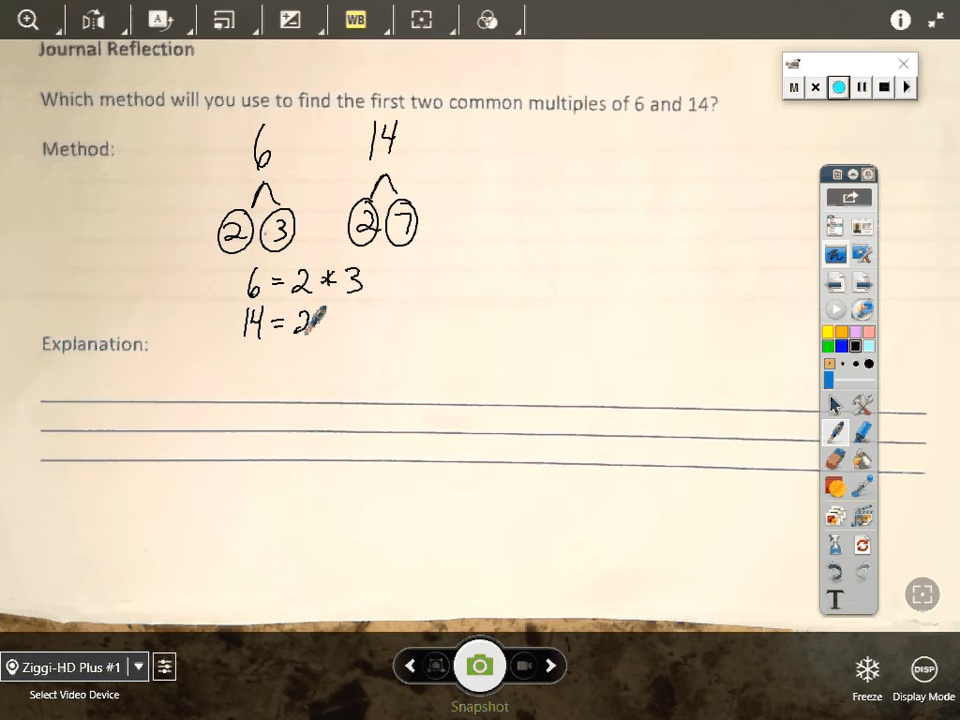 WB
Journal Reflection
Which method will you use to find the first two common multiples of 6 and 14?
Method:
6 14
2 3 2 7
6 = 2 * 3
14 = 2
Explanation:
T
Ziggi-HD Plus #1
Select Video Device
Snapshot
Freeze
DISP
Display Mode